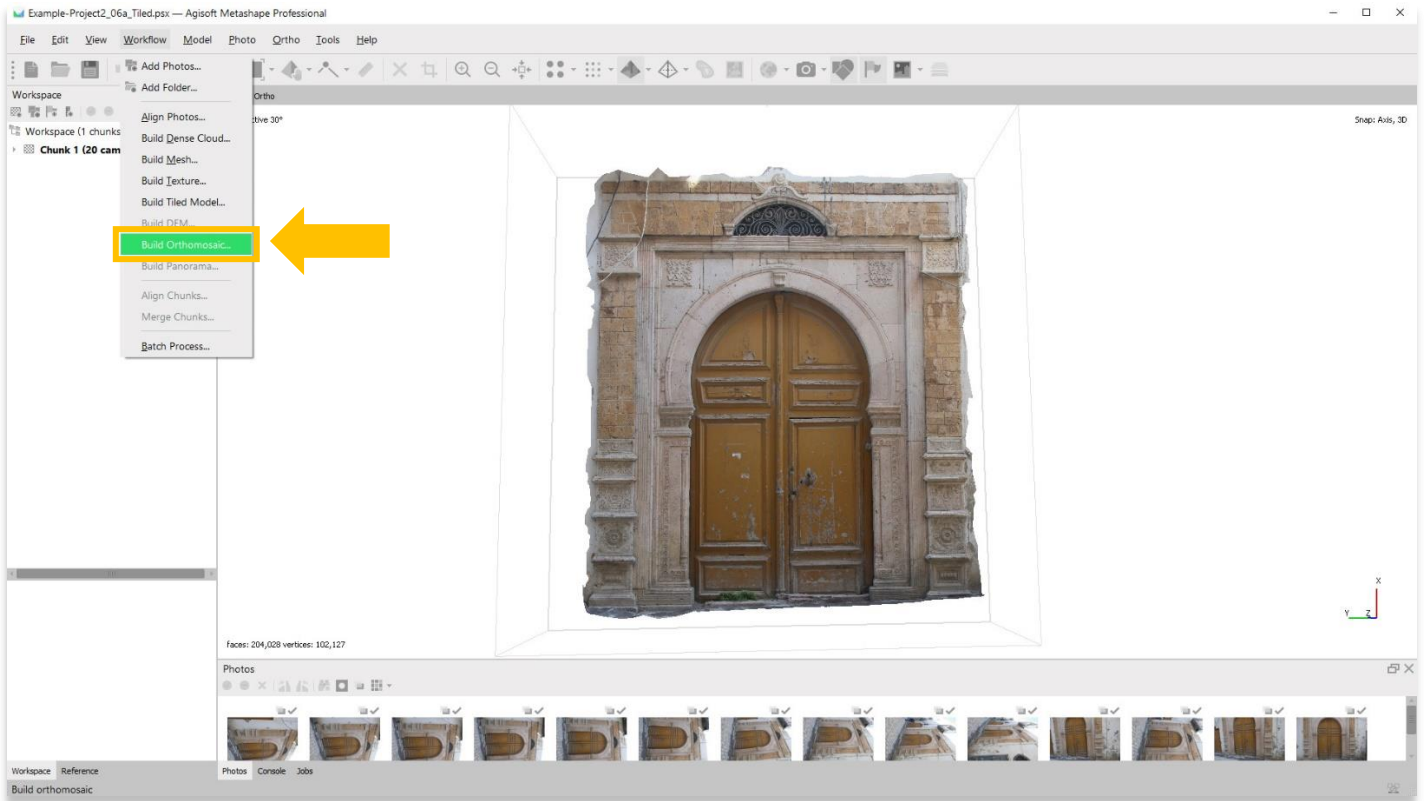 Example-Project2_06a_Tiled.psx — Agisoft Metashape Professional
File Edit View Workflow Model Photo Ortho Tools Help
Add Photos...
Add Folder...
Align Photos...
Build Dense Cloud...
Build Mesh...
Build Texture...
Build Tiled Model...
Build DEM...
Build Orthomosaic...
Build Panorama...
Align Chunks...
Merge Chunks...
Batch Process...
Workspace
Workspace (1 chunks
Chunk 1 (20 cam
Ortho
ctive 30°
Snap: Axis, 3D
X
Y Z
faces: 204,028 vertices: 102,127
Photos
Workspace Reference
Photos Console Jobs
Build orthomosaic